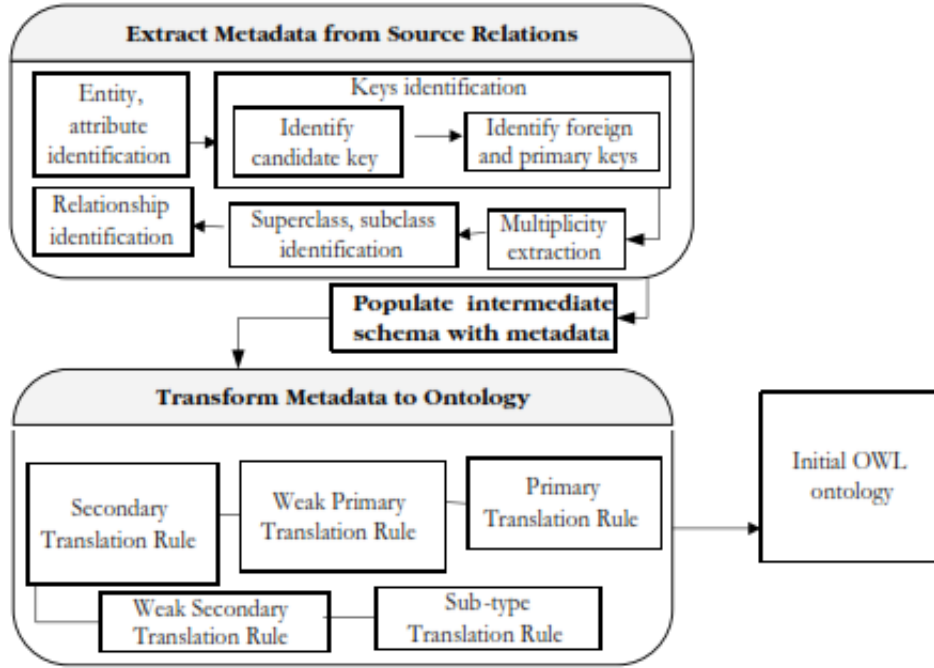 Extract Metadata from Source Relations
Keys identification
Entity,
attribute
identification
Identify
candidate key
Identify foreign
and primary keys
Relationship
identification
Superclass, subclass
identification
Multiplicity
extraction
Populate intermediate
schema with metadata
Transform Metadata to Ontology
Secondary
Translation Rule
Weak Primary
Translation Rule
Primary
Translation Rule
Weak Secondary
Translation Rule
Sub-type
Translation Rule
Initial OWL
ontology